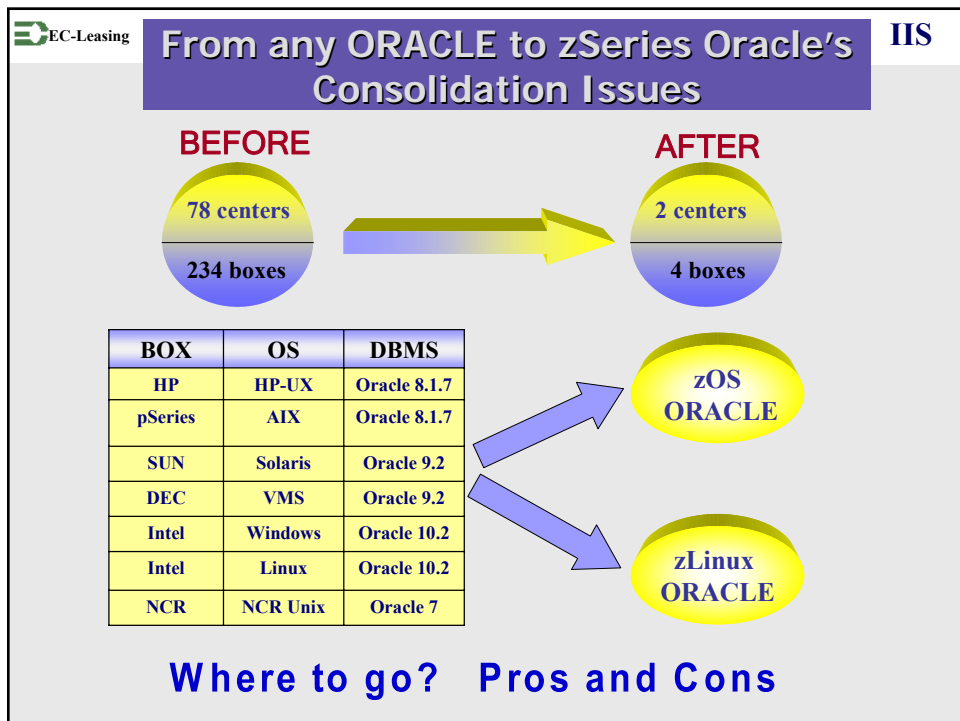 EC-Leasing
From any ORACLE to zSeries Oracle's
Consolidation Issues
IIS
BEFORE
AFTER
78 centers
234 boxes
2 centers
4 boxes
BOX OS DBMS
HP HP-UX Oracle 8.1.7
pSeries AIX Oracle 8.1.7
SUN Solaris Oracle 9.2
DEC VMS Oracle 9.2
Intel Windows Oracle 10.2
Intel Linux Oracle 10.2
NCR NCR Unix Oracle 7
zOS
ORACLE
zLinux
ORACLE
Where to go? Pros and Cons